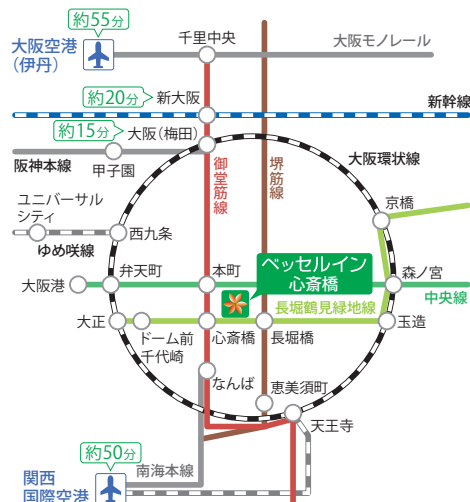 約55分
大阪空港
(伊丹)
千里中央
大阪モノレール
約20分
新大阪
新幹線
約15分
大阪(梅田)
阪神本線
甲子園
大阪環状線
御堂筋線
堺筋線
京橋
ユニバーサル
シティ
西九条
ゆめ咲線
ベッセルイン
心斎橋
大阪港
弁天町
本町
森ノ宮
中央線
長堀鶴見緑地線
大正
ドーム前
千代崎
心斎橋
長堀橋
玉造
なんば
恵美須町
天王寺
約50分
南海本線
関西
国際空港